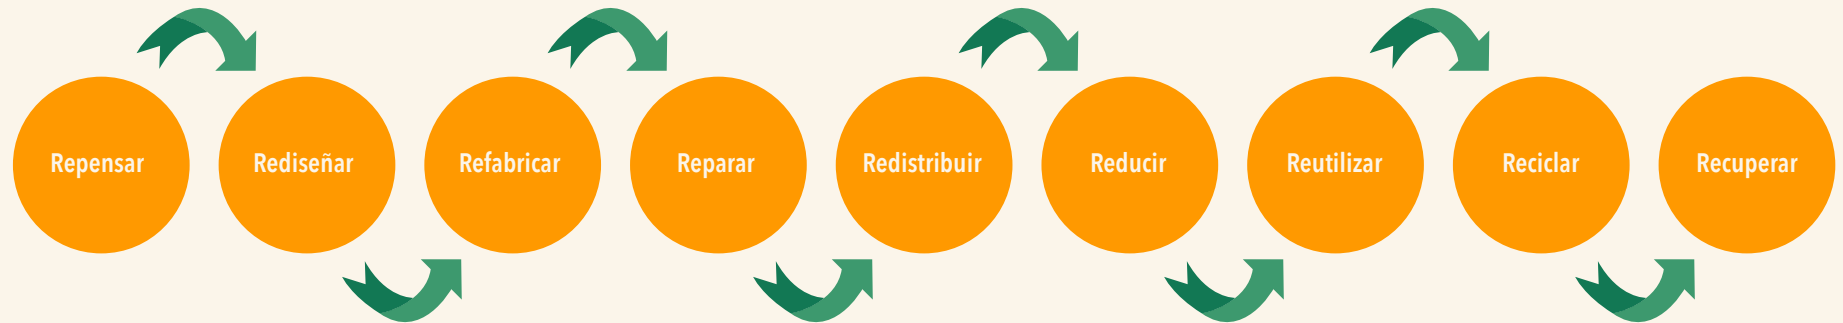 Repensar
Rediseñar
Refabricar
Reparar
Redistribuir
Reducir
Reutilizar
Reciclar
Recuperar